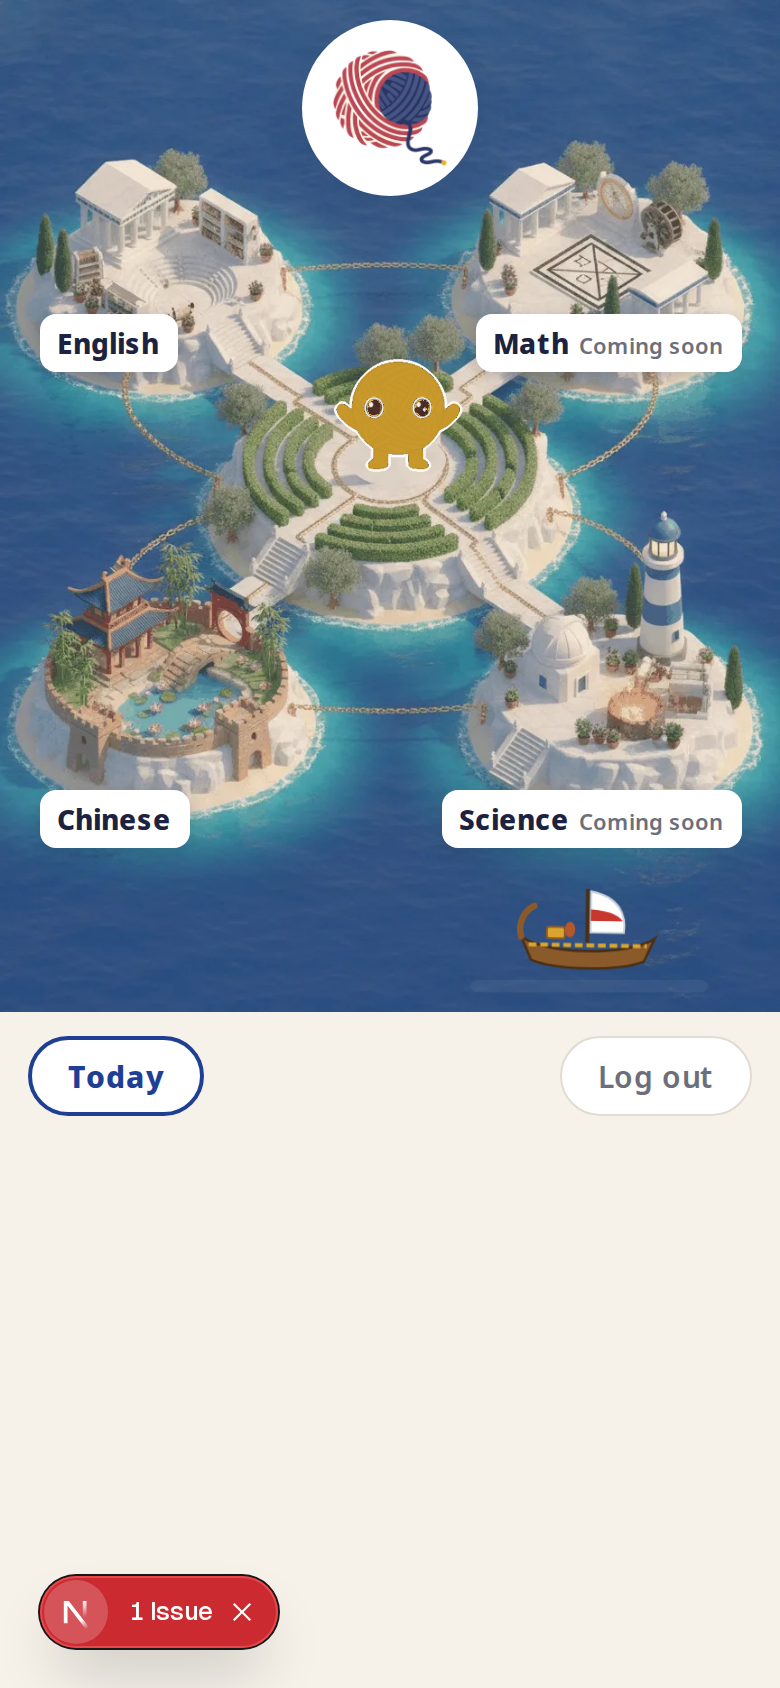 English
Math Coming soon
Chinese
Science Coming soon
Today
Log out
N 1 Issue